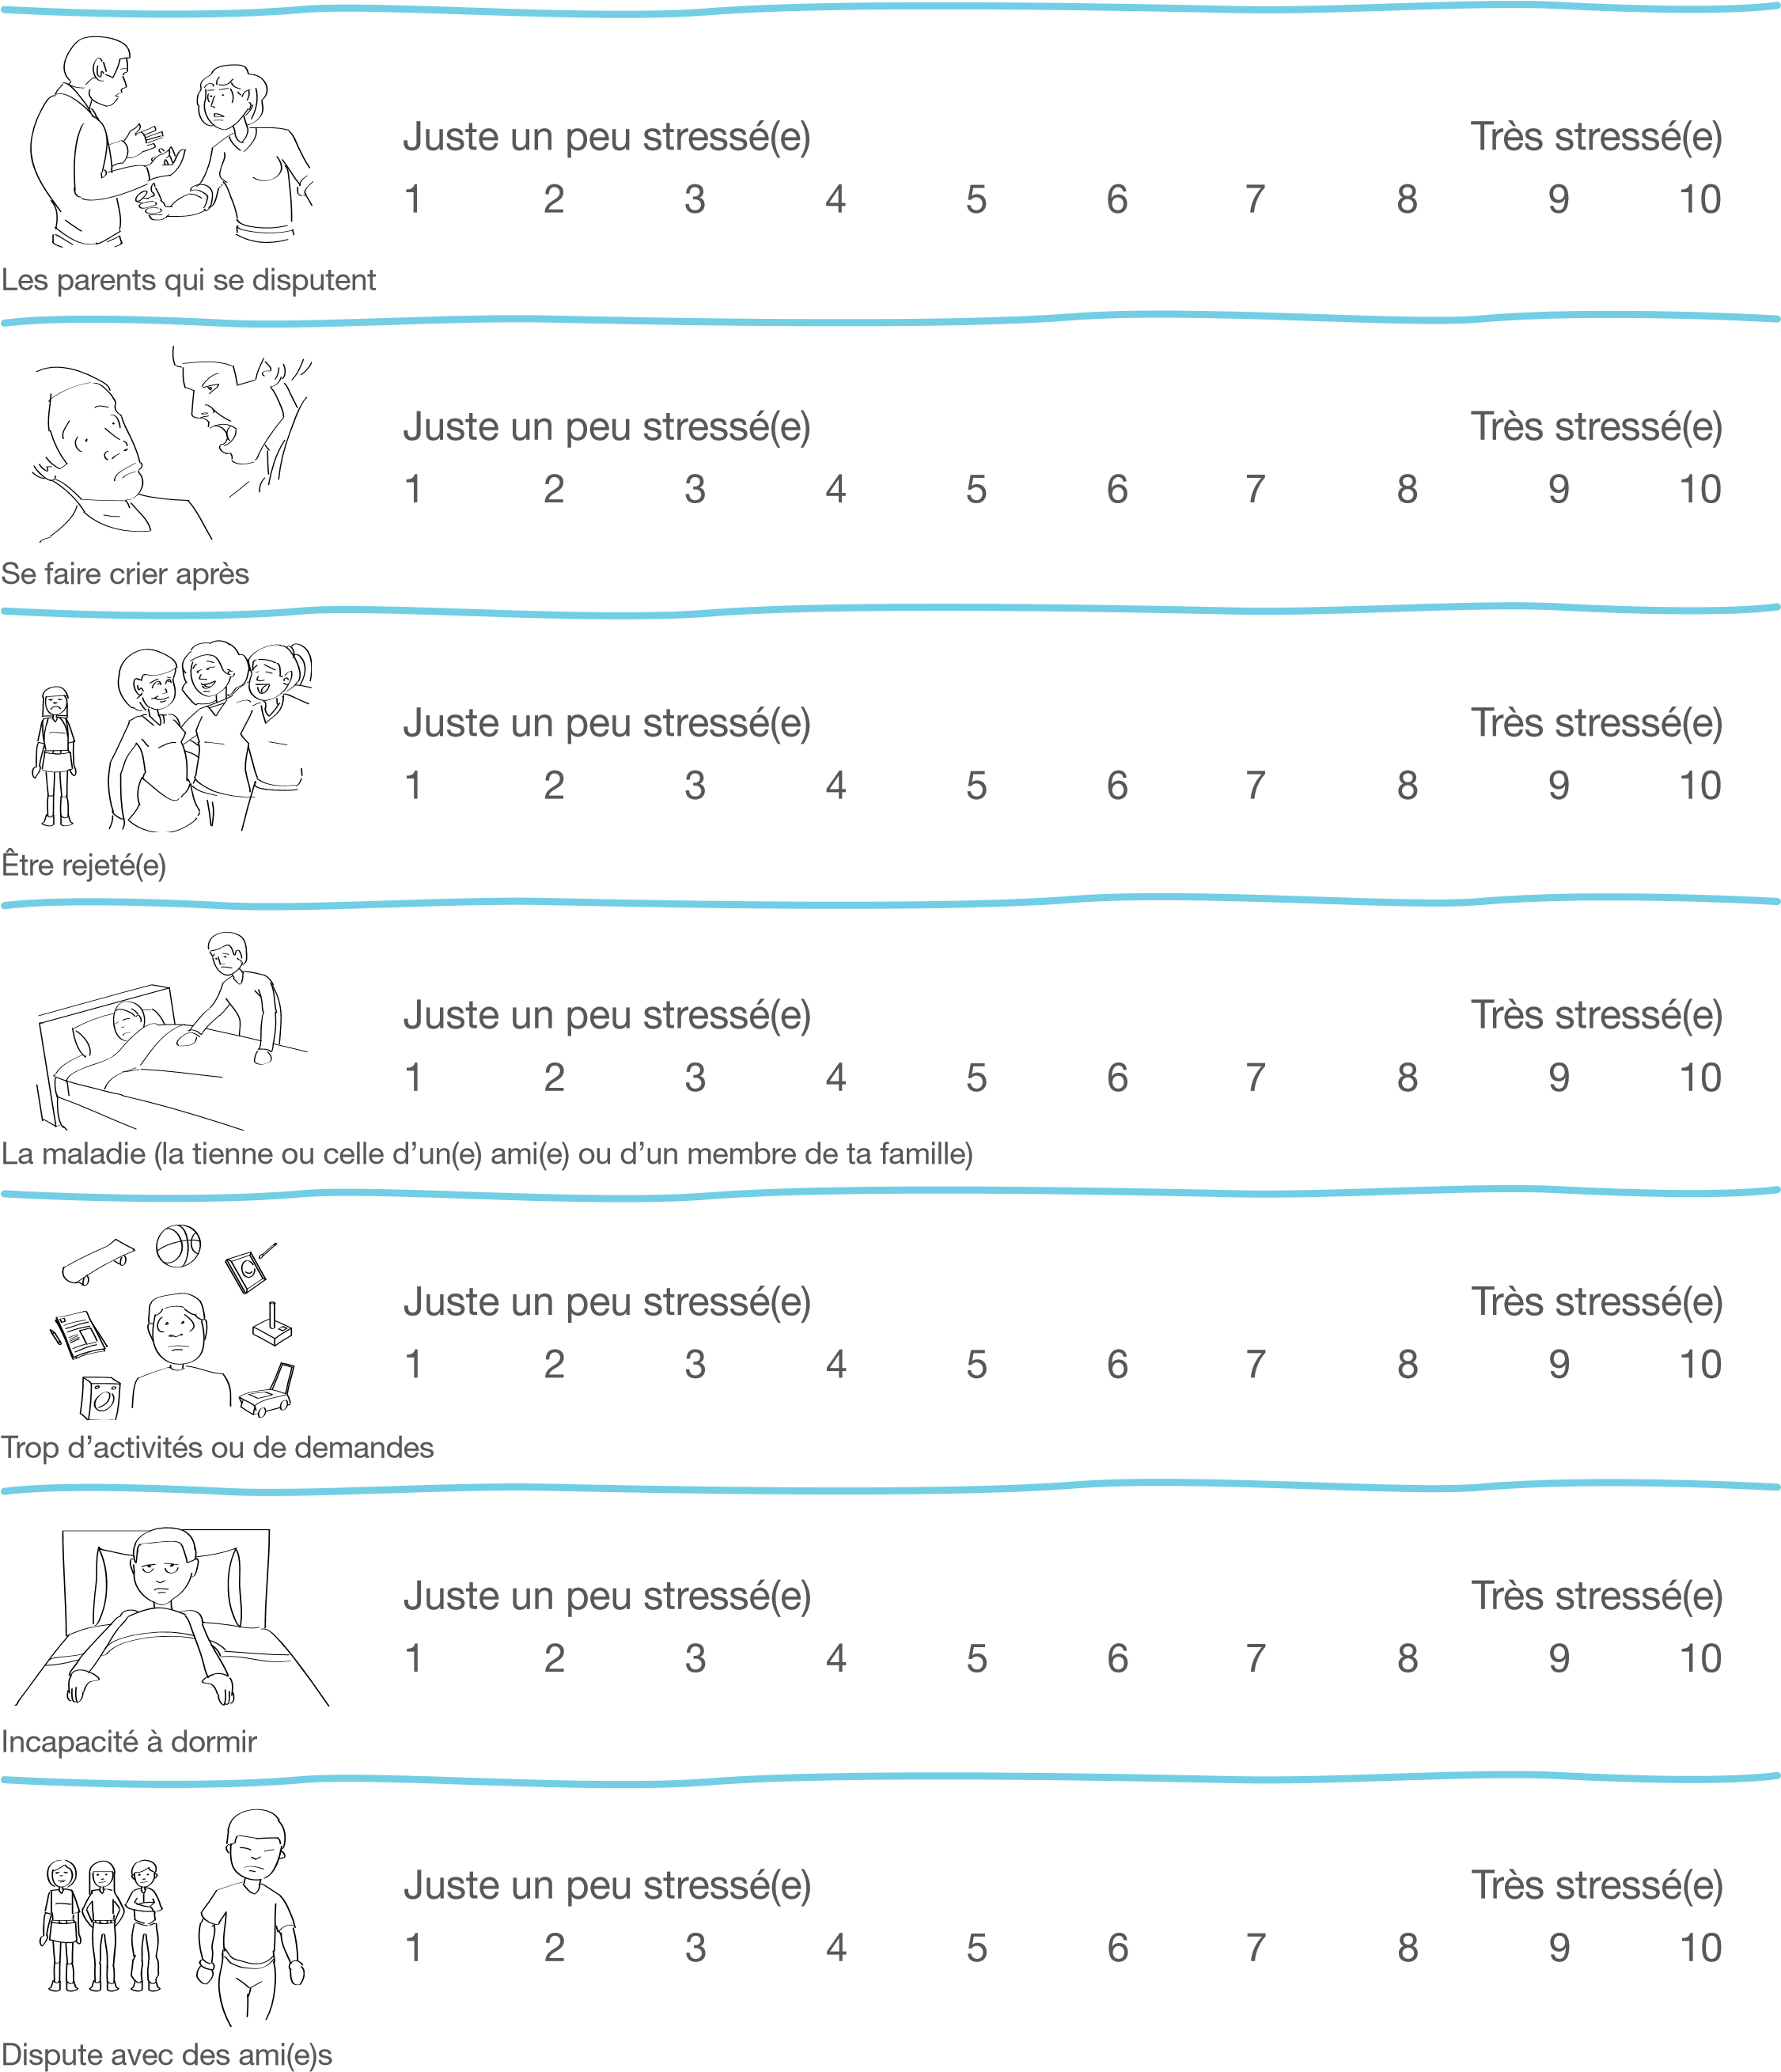 Juste un peu stressé(e) Très stressé(e)
1 2 3 4 5 6 7 8 9 10
Les parents qui se disputent
Juste un peu stressé(e) Très stressé(e)
1 2 3 4 5 6 7 8 9 10
Se faire crier après
Juste un peu stressé(e) Très stressé(e)
1 2 3 4 5 6 7 8 9 10
Être rejeté(e)
Juste un peu stressé(e) Très stressé(e)
1 2 3 4 5 6 7 8 9 10
La maladie (la tienne ou celle d’un(e) ami(e) ou d’un membre de ta famille)
Juste un peu stressé(e) Très stressé(e)
1 2 3 4 5 6 7 8 9 10
Trop d’activités ou de demandes
Juste un peu stressé(e) Très stressé(e)
1 2 3 4 5 6 7 8 9 10
Incapacité à dormir
Juste un peu stressé(e) Très stressé(e)
1 2 3 4 5 6 7 8 9 10
Dispute avec des ami(e)s